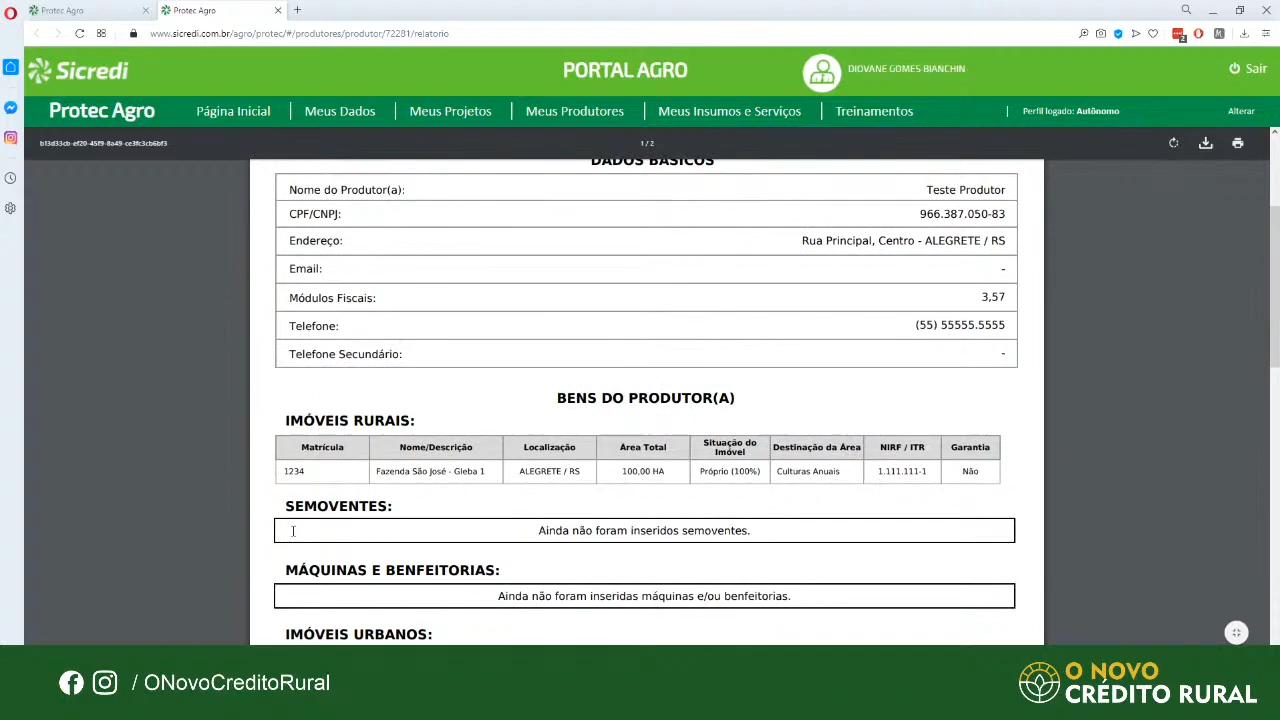 Protec Agro
Protec Agro
www.sicredi.com.br/agro/protec/#/produtores/produtor/72281/relatorio
2
Sicredi
PORTAL AGRO
DIOVANE GOMES BIANCHIN
Sair
Protec Agro
Página Inicial
Meus Dados
Meus Projetos
Meus Produtores
Meus Insumos e Serviços
Treinamentos
Perfil logado: Autônomo
Alterar
b13d33cb-ef20-45f9-8a49-ce3fc3cb6bf3
1 / 2
DADOS BÁSICOS
Nome do Produtor(a): Teste Produtor
CPF/CNPJ: 966.387.050-83
Endereço: Rua Principal, Centro - ALEGRETE / RS
Email: -
Módulos Fiscais: 3,57
Telefone: (55) 55555.5555
Telefone Secundário: -
BENS DO PRODUTOR(A)
IMÓVEIS RURAIS:
Matrícula Nome/Descrição Localização Área Total Situação do Imóvel Destinação da Área NIRF / ITR Garantia
1234 Fazenda São José - Gleba 1 ALEGRETE / RS 100,00 HA Próprio (100%) Culturas Anuais 1.111.111-1 Não
SEMOVENTES:
Ainda não foram inseridos semoventes.
MÁQUINAS E BENFEITORIAS:
Ainda não foram inseridas máquinas e/ou benfeitorias.
IMÓVEIS URBANOS:
/ ONovoCreditoRural
O NOVO
CRÉDITO RURAL